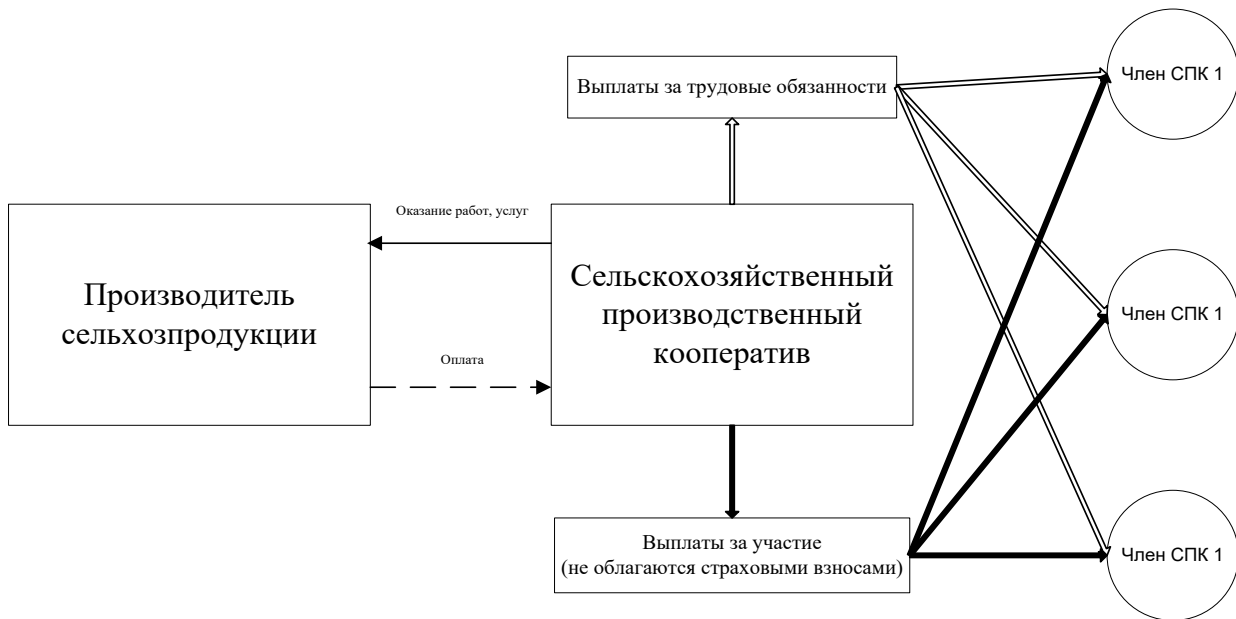 Выплаты за трудовые обязанности
Член СПК 1
Оказание работ, услуг
Производитель
сельхозпродукции
Сельскохозяйственный
производственный
кооператив
Член СПК 1
Оплата
Выплаты за участие
(не облагаются страховыми взносами)
Член СПК 1